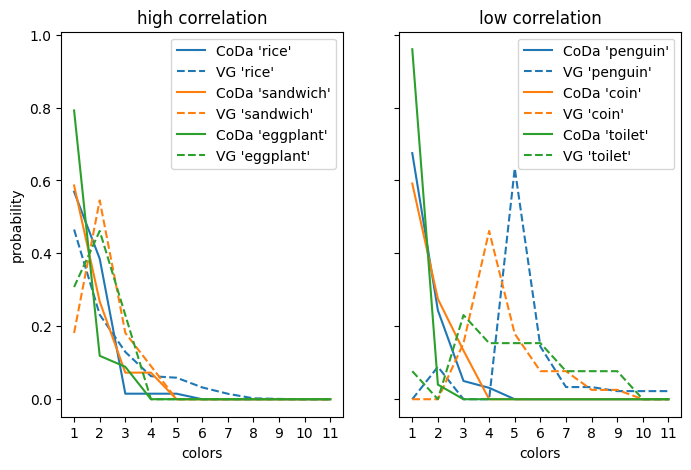 high correlation
low correlation
1.0
0.8
0.6
0.4
0.2
0.0
probability
CoDa 'rice'
VG 'rice'
CoDa 'sandwich'
VG 'sandwich'
CoDa 'eggplant'
VG 'eggplant'
CoDa 'penguin'
VG 'penguin'
CoDa 'coin'
VG 'coin'
CoDa 'toilet'
VG 'toilet'
1 2 3 4 5 6 7 8 9 10 11
1 2 3 4 5 6 7 8 9 10 11
colors
colors